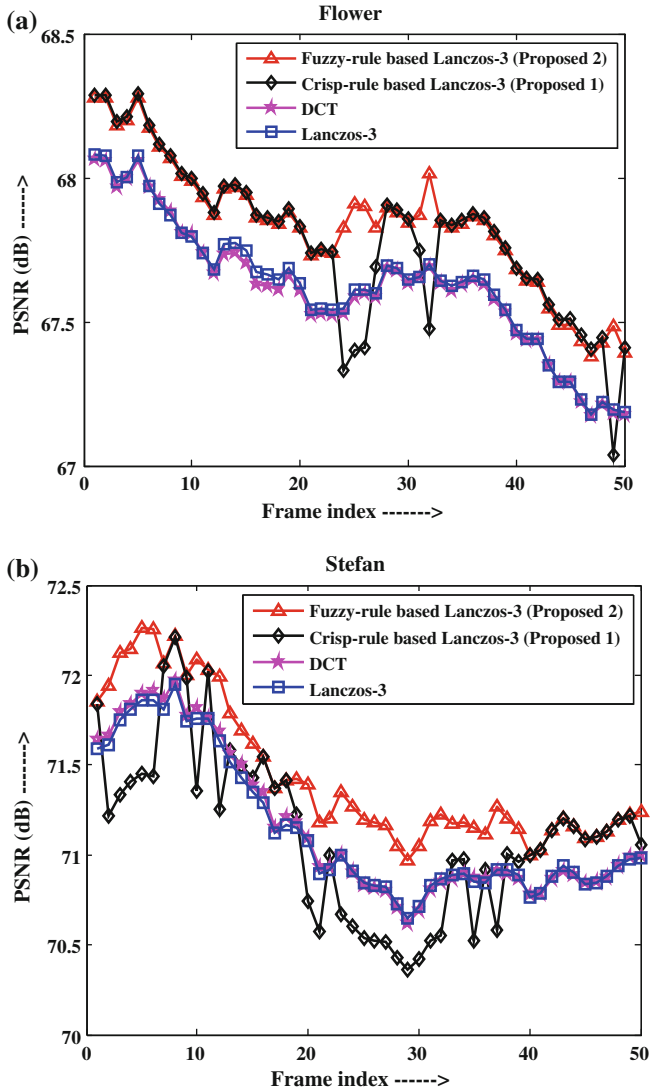 (a)
Flower
68.5
68
67.5
67
PSNR (dB) ------>
Fuzzy-rule based Lanczos-3 (Proposed 2)
Crisp-rule based Lanczos-3 (Proposed 1)
DCT
Lanczos-3
0 10 20 30 40 50
Frame index ------->
(b)
Stefan
72.5
72
71.5
71
70.5
70
PSNR (dB) ------>
Fuzzy-rule based Lanczos-3 (Proposed 2)
Crisp-rule based Lanczos-3 (Proposed 1)
DCT
Lanczos-3
0 10 20 30 40 50
Frame index ------>